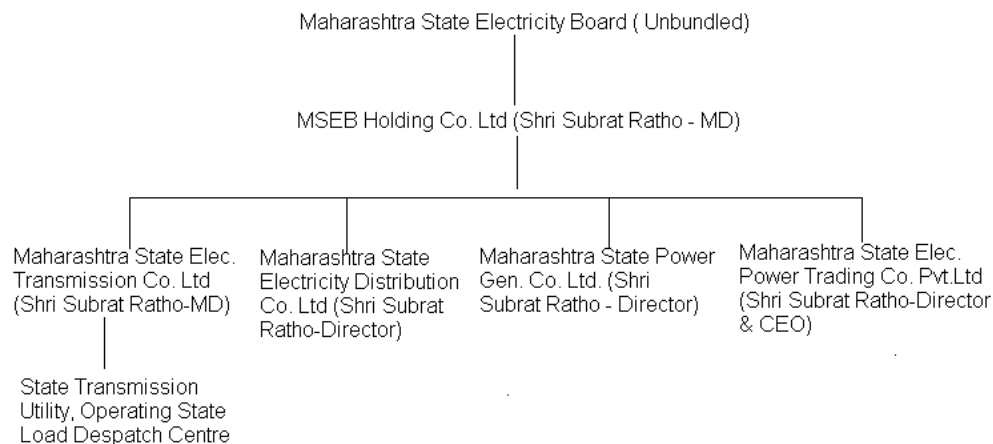 Maharashtra State Electricity Board ( Unbundled)
MSEB Holding Co. Ltd (Shri Subrat Ratho - MD)
Maharashtra State Elec.
Transmission Co. Ltd
(Shri Subrat Ratho-MD)
Maharashtra State
Electricity Distribution
Co. Ltd (Shri Subrat
Ratho-Director)
Maharashtra State Power
Gen. Co. Ltd. (Shri
Subrat Ratho - Director)
Maharashtra State Elec.
Power Trading Co. Pvt.Ltd
(Shri Subrat Ratho-Director
& CEO)
State Transmission
Utility, Operating State
Load Despatch Centre